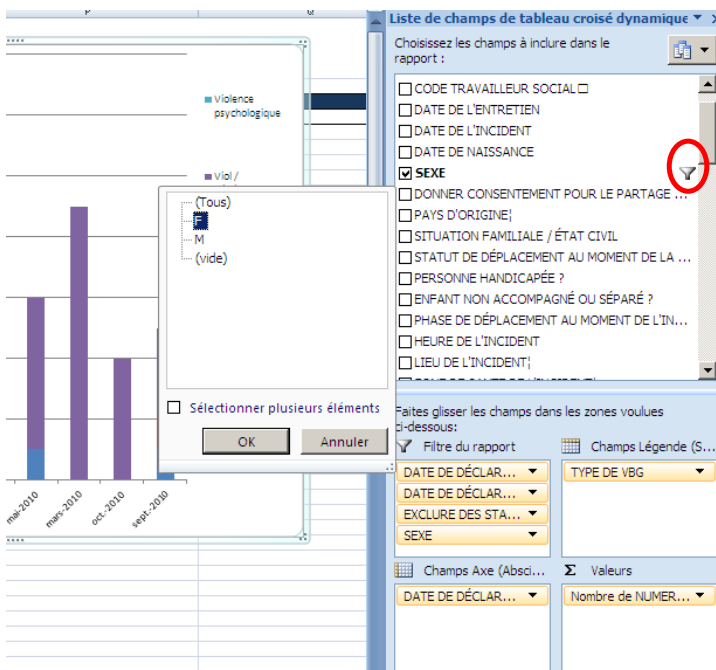 P
Liste de champs de tableau croisé dynamique
Choisissez les champs à inclure dans le
rapport :
CODE TRAVAILLEUR SOCIAL
DATE DE L'ENTRETIEN
DATE DE L'INCIDENT
DATE DE NAISSANCE
SEXE
DONNER CONSENTEMENT POUR LE PARTAGE ...
PAYS D'ORIGINE¦
SITUATION FAMILIALE / ÉTAT CIVIL
STATUT DE DÉPLACEMENT AU MOMENT DE LA ...
PERSONNE HANDICAPÉE ?
ENFANT NON ACCOMPAGNÉ OU SÉPARÉ ?
PHASE DE DÉPLACEMENT AU MOMENT DE L'IN...
HEURE DE L'INCIDENT
LIEU DE L'INCIDENT¦
Violence
psychologique
Viol /
(Tous)
F
M
(vide)
Sélectionner plusieurs éléments
OK Annuler
mai-2010 mars-2010 oct.-2010 sept.-2010
Faites glisser les champs dans les zones voulues
ci-dessous:
Filtre du rapport Champs Légende (S...
DATE DE DÉCLAR... TYPE DE VBG
DATE DE DÉCLAR...
EXCLURE DES STA...
SEXE
Champs Axe (Absci... Σ Valeurs
DATE DE DÉCLAR... Nombre de NUMER...